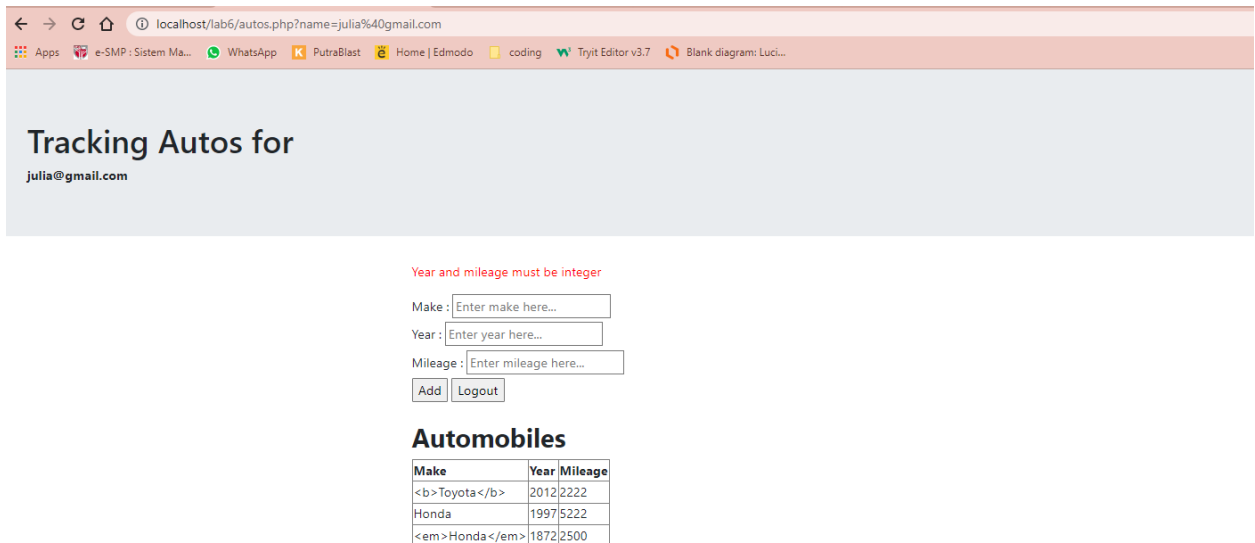 localhost/lab6/autos.php?name=julia%40gmail.com
Apps e-SMP : Sistem Ma... WhatsApp PutraBlast Home | Edmodo coding Tryit Editor v3.7 Blank diagram: Luci...
Tracking Autos for
julia@gmail.com
Year and mileage must be integer
Make : Enter make here...
Year : Enter year here...
Mileage : Enter mileage here...
Add Logout
Automobiles
Make Year Mileage
<b>Toyota</b> 2012 2222
Honda 1997 5222
<em>Honda</em> 1872 2500